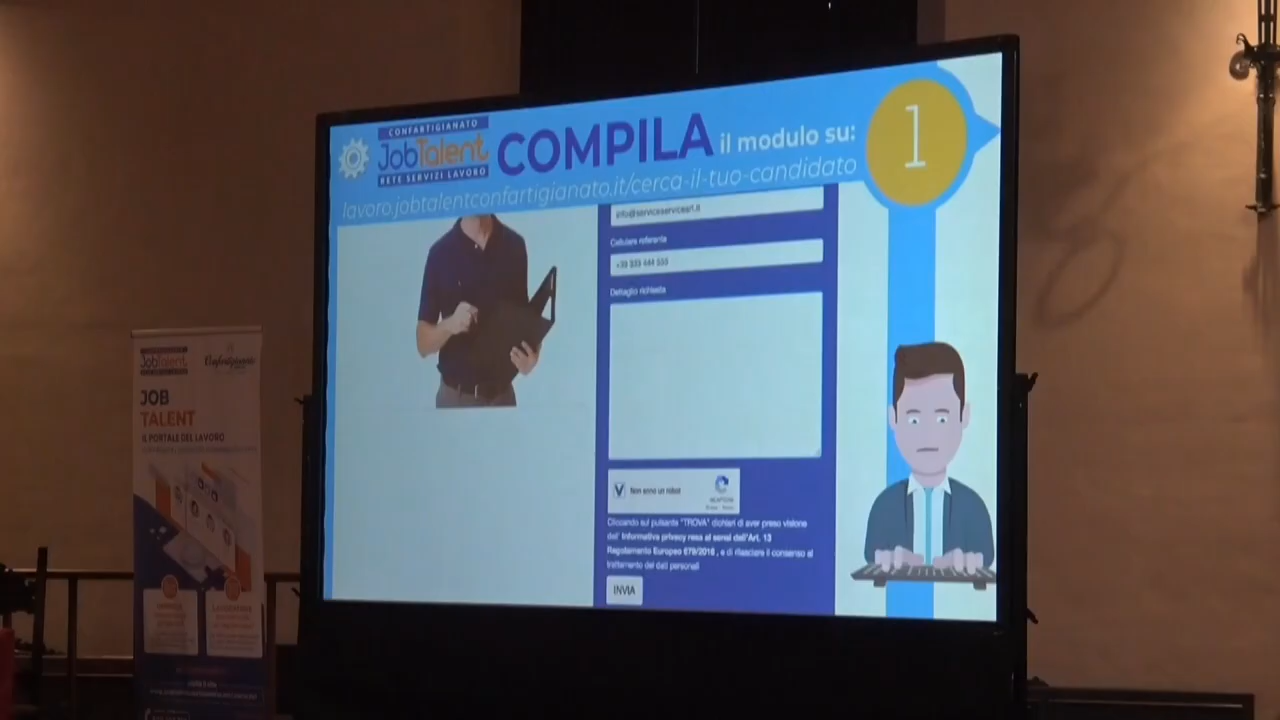 CONFARTIGIANATO
JobTalent
RETE SERVIZI LAVORO
COMPILA il modulo su:
1
lavoro.jobtalentconfartigianato.it/cerca-il-tuo-candidato
info@serviceservicesrl.it
Cellulare referente
+39 333 444 555
Dettaglio richiesta
Non sono un robot
Cliccando sul pulsante "TROVA" dichiari di aver preso visione
dell' Informativa privacy resa ai sensi dell'Art. 13
Regolamento Europeo 679/2016 , e di rilasciare il consenso al
trattamento dei dati personali
INVIA
JobTalent
JOB
TALENT
IL PORTALE DEL LAVORO